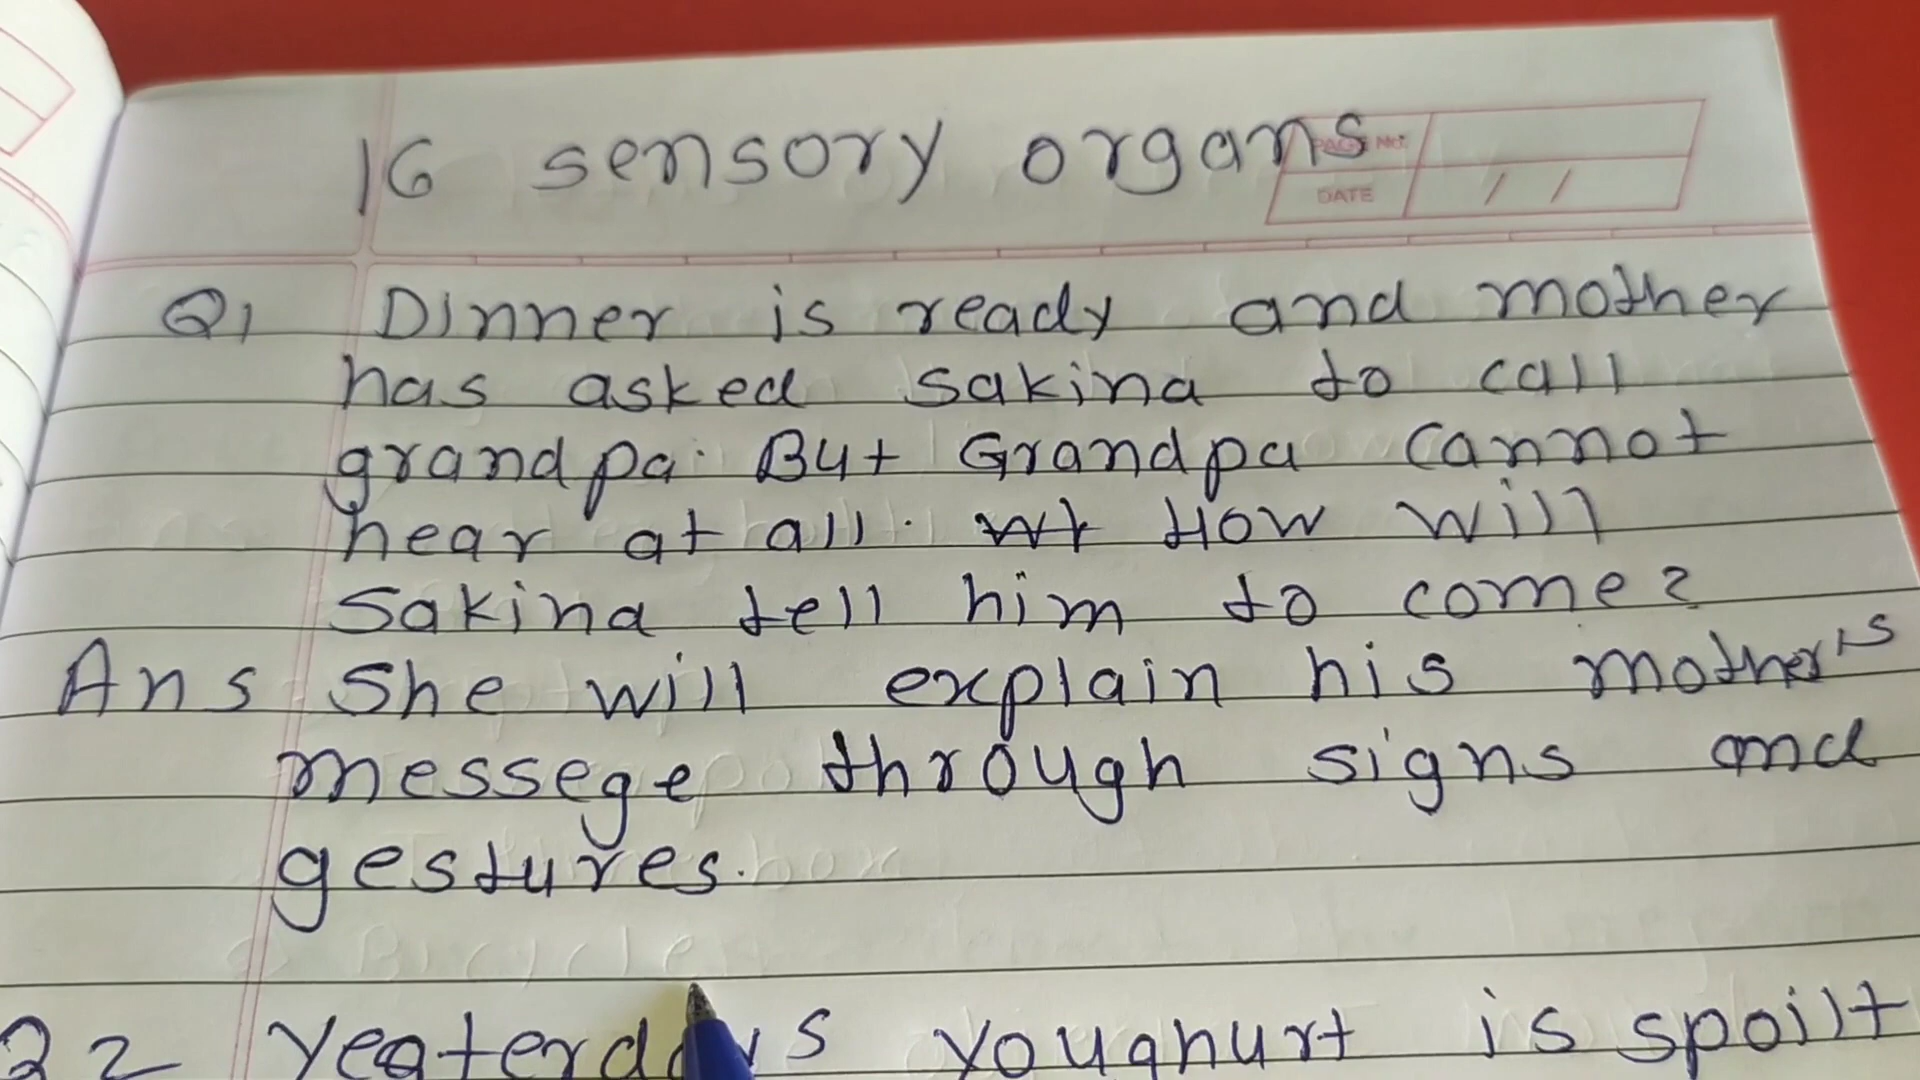 16 sensory organs
PAGE No:
DATE / /
Q1 Dinner is ready and mother
has asked sakina to call
grandpa. But Grandpa cannot
hear at all. How will
Sakina tell him to come?
Ans She will explain his mother's
messege through signs and
gestures.
Bicycle
Q2 youghurt is spoilt